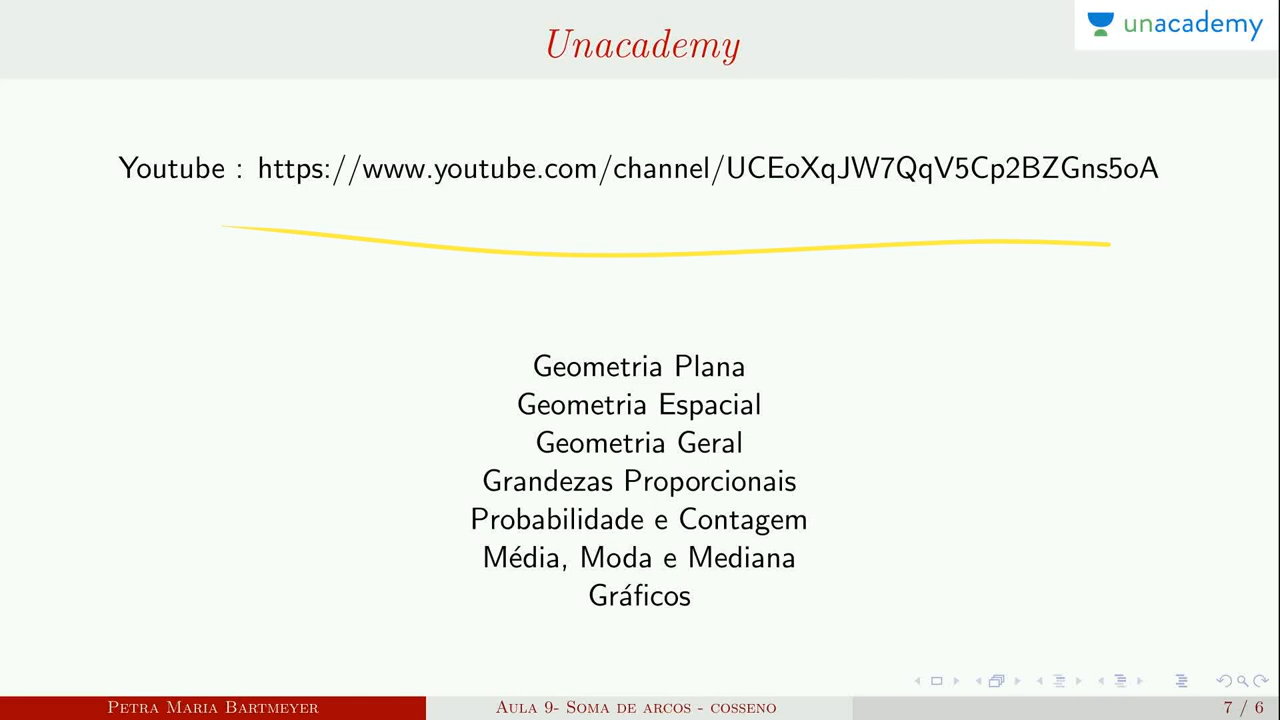 Unacademy
unacademy
Youtube : https://www.youtube.com/channel/UCEoXqJW7QqV5Cp2BZGns5oA
Geometria Plana
Geometria Espacial
Geometria Geral
Grandezas Proporcionais
Probabilidade e Contagem
Média, Moda e Mediana
Gráficos
Petra Maria Bartmeyer
Aula 9- Soma de arcos - cosseno
7 / 6